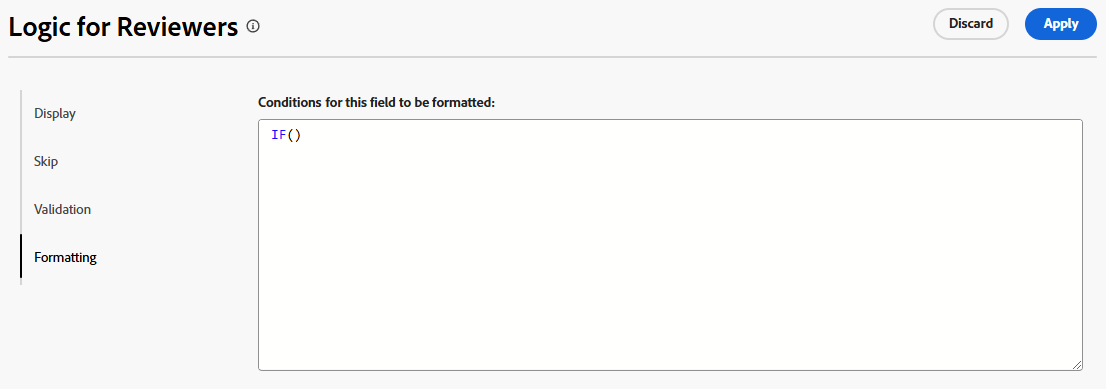 Logic for Reviewers
Discard
Apply
Display
Skip
Validation
Formatting
Conditions for this field to be formatted:
IF()